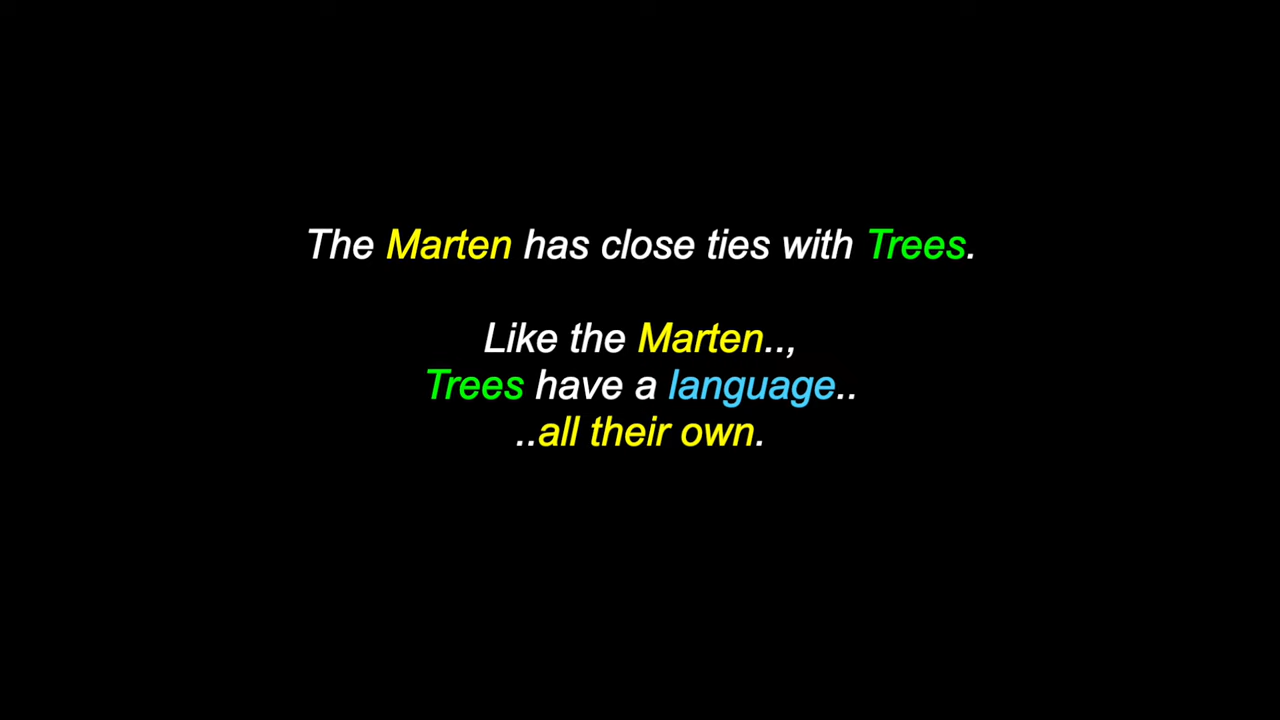 The Marten has close ties with Trees.
Like the Marten..,
Trees have a language..
..all their own.